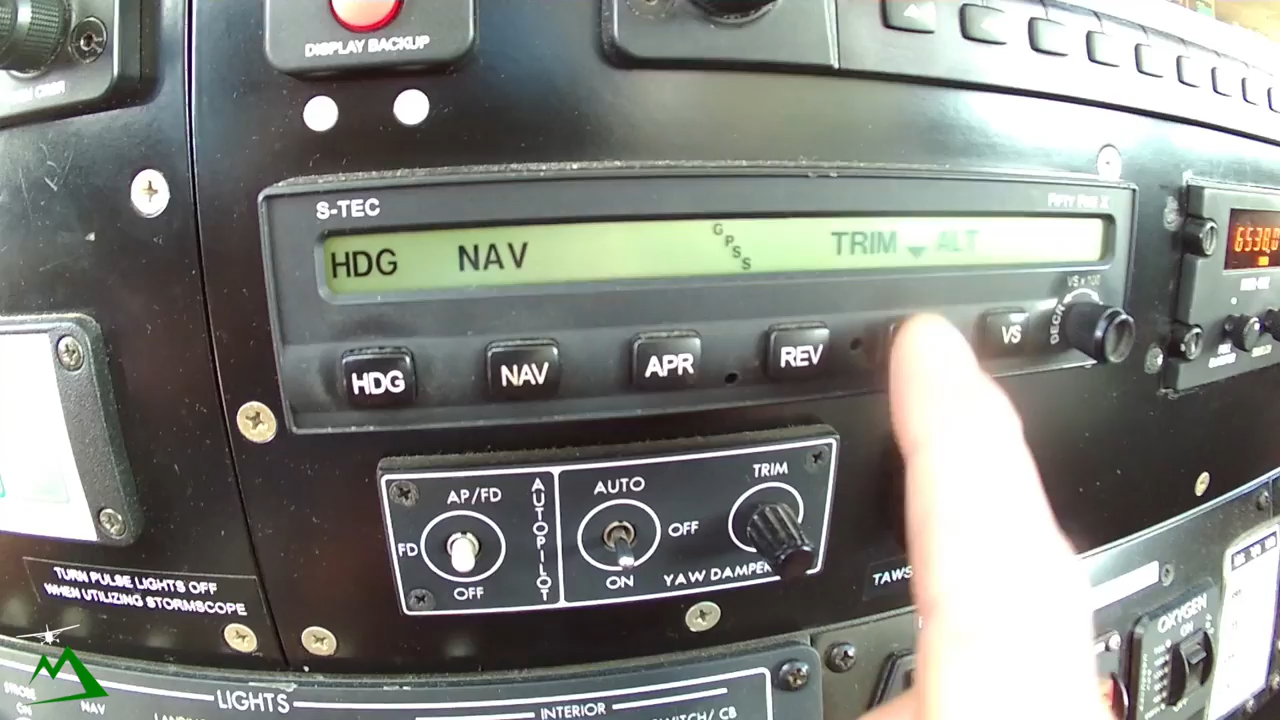 DISPLAY BACKUP
S-TEC
HDG NAV GPSS TRIM ALT
VS x 100
HDG
NAV
APR
REV
VS
DECR
AP/FD
FD
OFF
AUTOPILOT
AUTO
OFF
ON
TRIM
YAW DAMPER
TAWS
TURN PULSE LIGHTS OFF
WHEN UTILIZING STORMSCOPE
OXYGEN
ON
STROBE
NAV
LIGHTS
INTERIOR